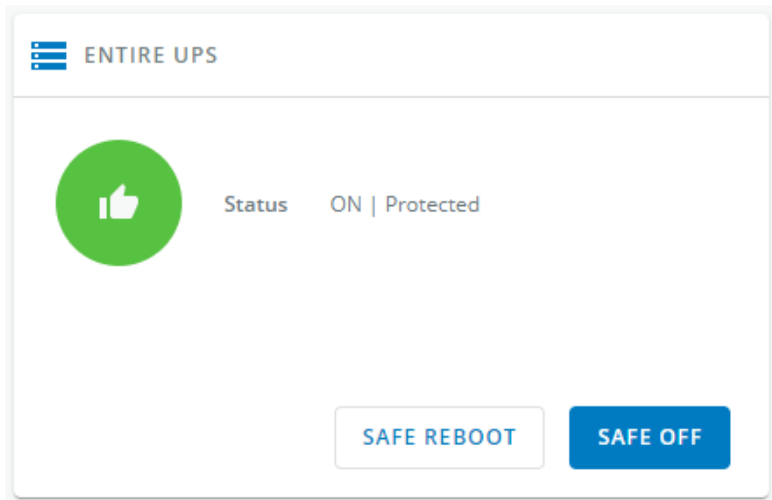 ENTIRE UPS
Status ON | Protected
SAFE REBOOT SAFE OFF